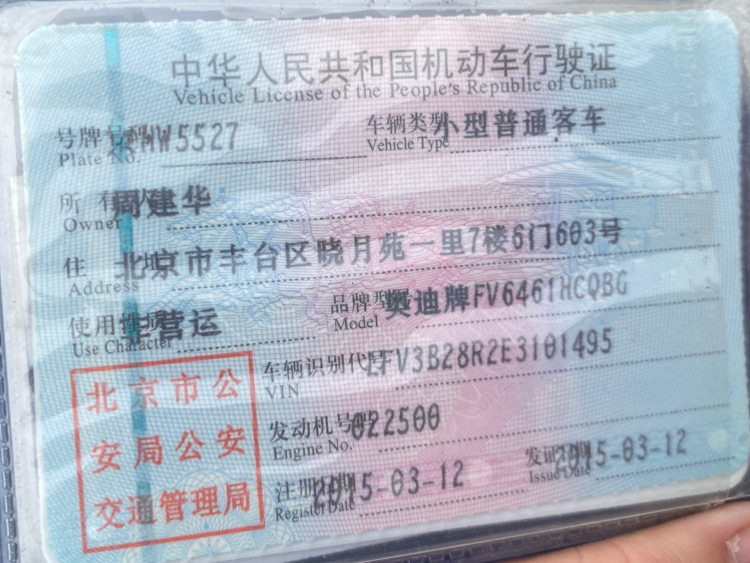 中华人民共和国机动车行驶证
Vehicle License of the People's Republic of China
号牌号码 W5527 车辆类型 小型普通客车
Plate No. Vehicle Type
所有人 周建华
Owner
住址 北京市丰台区晓月苑一里7楼6门603号
Address
使用性质 非营运 品牌型号 奥迪牌FV6461HCQBG
Use Character Model
车辆识别代号 LFV3B28R2E3101495
VIN
发动机号码 022500
Engine No.
注册日期 2015-03-12 发证日期 2015-03-12
Register Date Issue Date
北京市公
安局公安
交通管理局